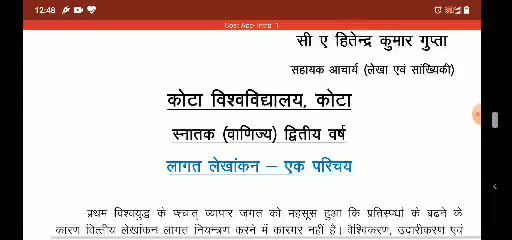 12:48
Cost Acc- Intro 1
सी ए हितेन्द्र कुमार गुप्ता
सहायक आचार्य (लेखा एवं सांख्यिकी)
कोटा विश्वविद्यालय, कोटा
स्नातक (वाणिज्य) द्वितीय वर्ष
लागत लेखांकन – एक परिचय
प्रथम विश्वयुद्ध के पश्चात् व्यापार जगत को महसूस हुआ कि प्रतिस्पर्धा के बढने के
कारण वित्तीय लेखांकन लागत नियन्त्रण करने में कारगर नहीं है। वैश्विकरण, उदारीकरण एवं